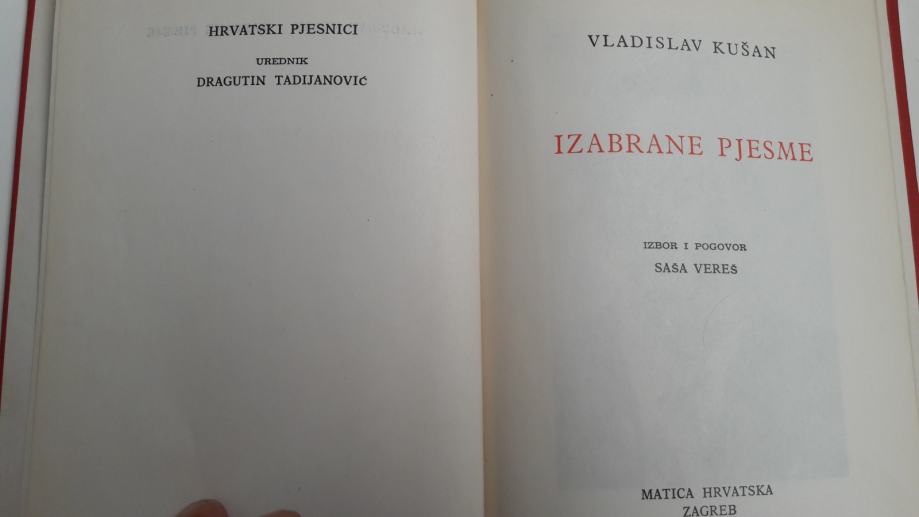 HRVATSKI PJESNICI
UREDNIK
DRAGUTIN TADIJANOVIĆ
VLADISLAV KUŠAN
IZABRANE PJESME
IZBOR I POGOVOR
SAŠA VEREŠ
MATICA HRVATSKA
ZAGREB